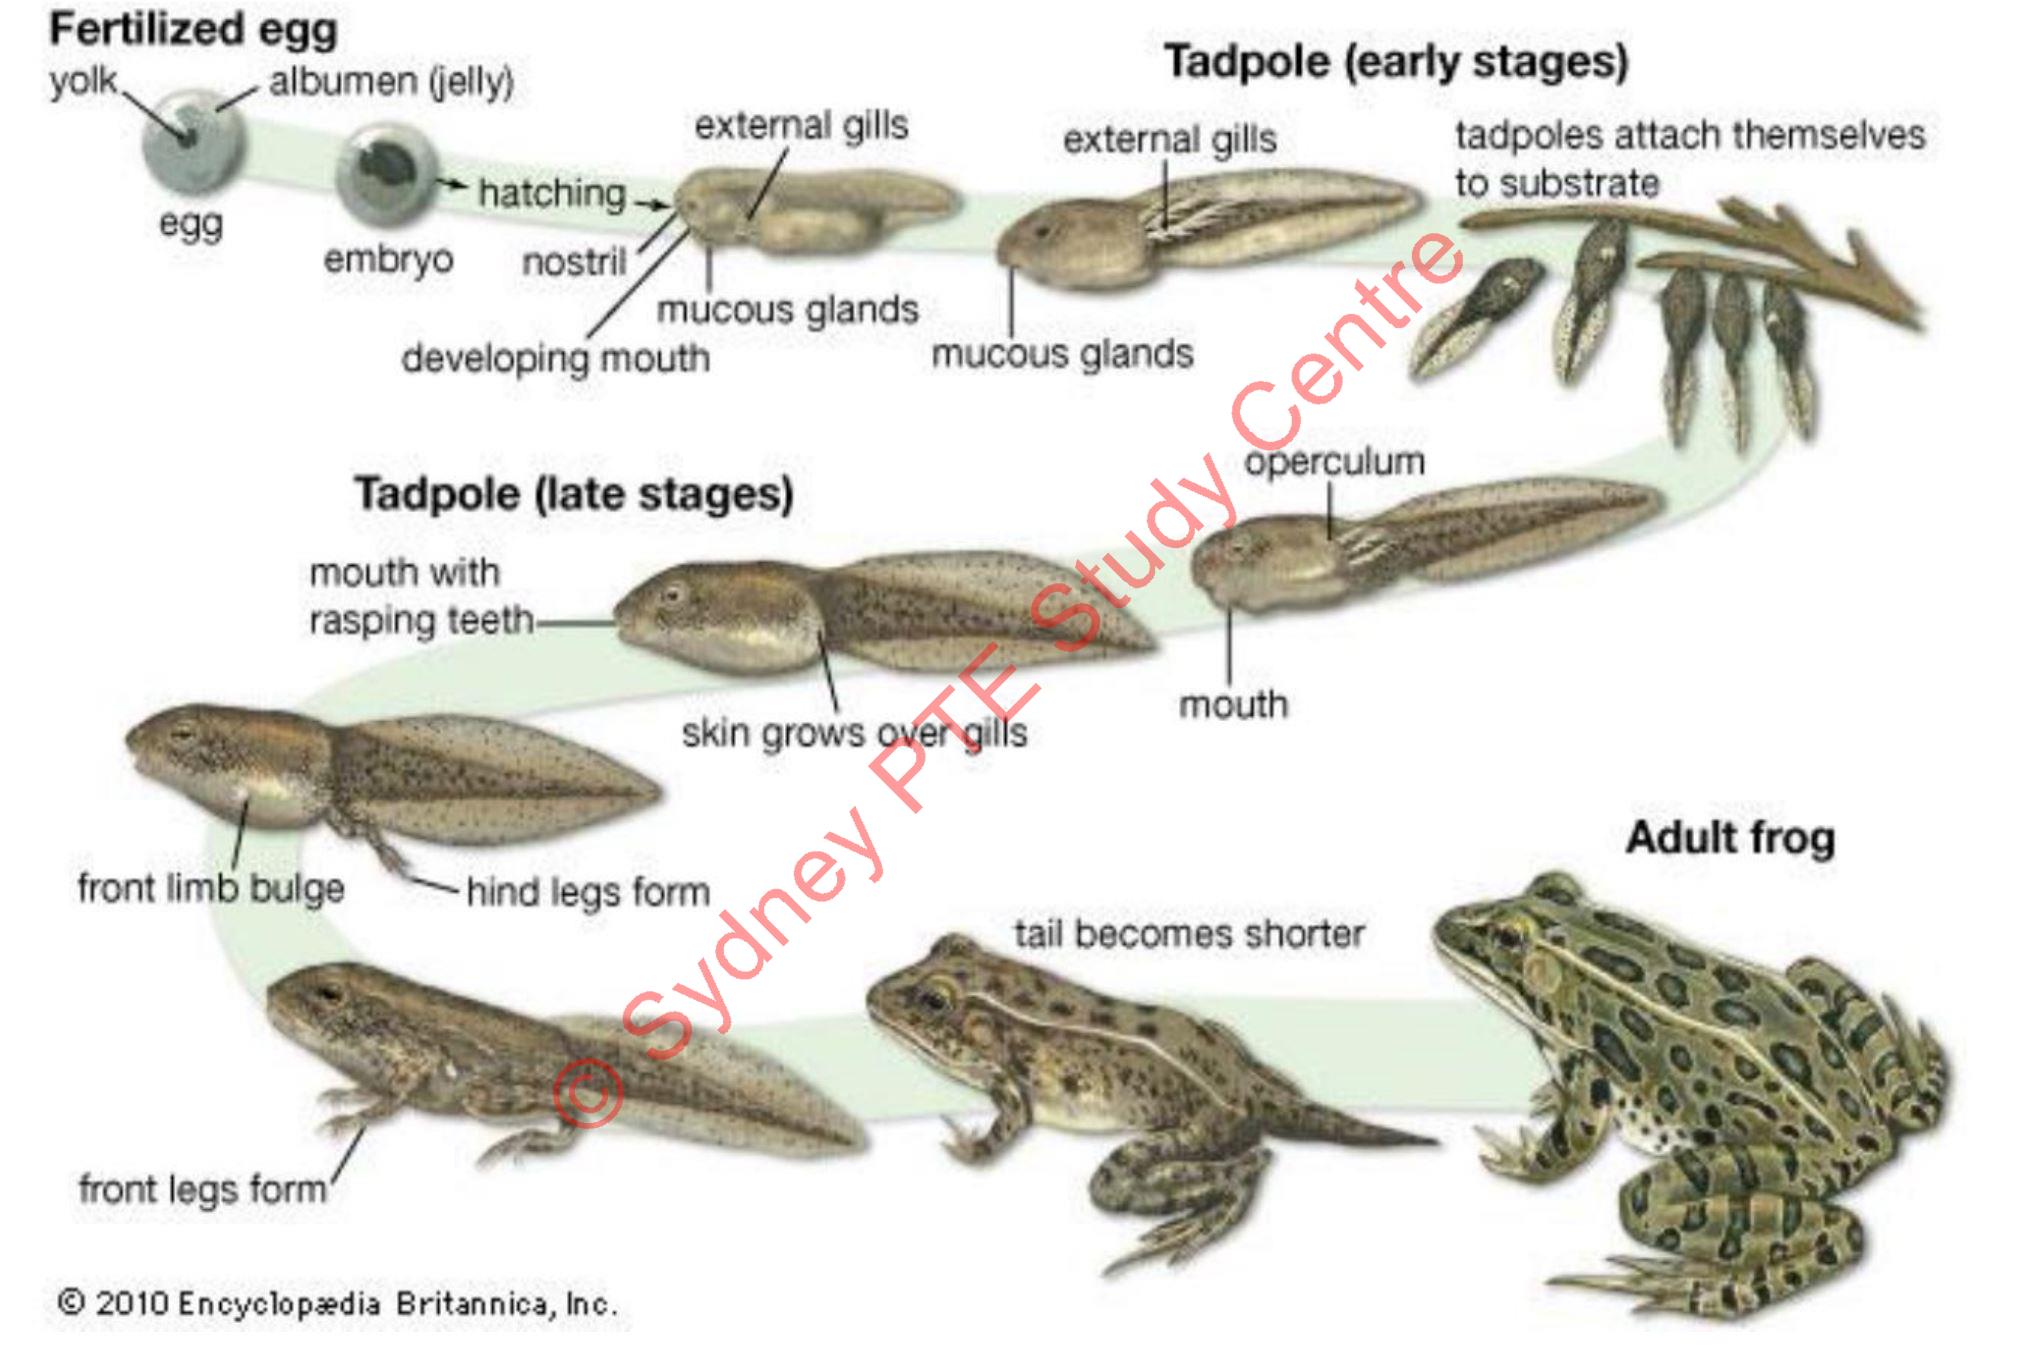 Fertilized egg
yolk
albumen (jelly)
egg
embryo
hatching
nostril
developing mouth
mucous glands
external gills
Tadpole (early stages)
external gills
mucous glands
tadpoles attach themselves
to substrate
operculum
mouth
Tadpole (late stages)
mouth with
rasping teeth
skin grows over gills
front limb bulge
hind legs form
front legs form
tail becomes shorter
Adult frog
© Sydney PTE Study Centre
© 2010 Encyclopædia Britannica, Inc.